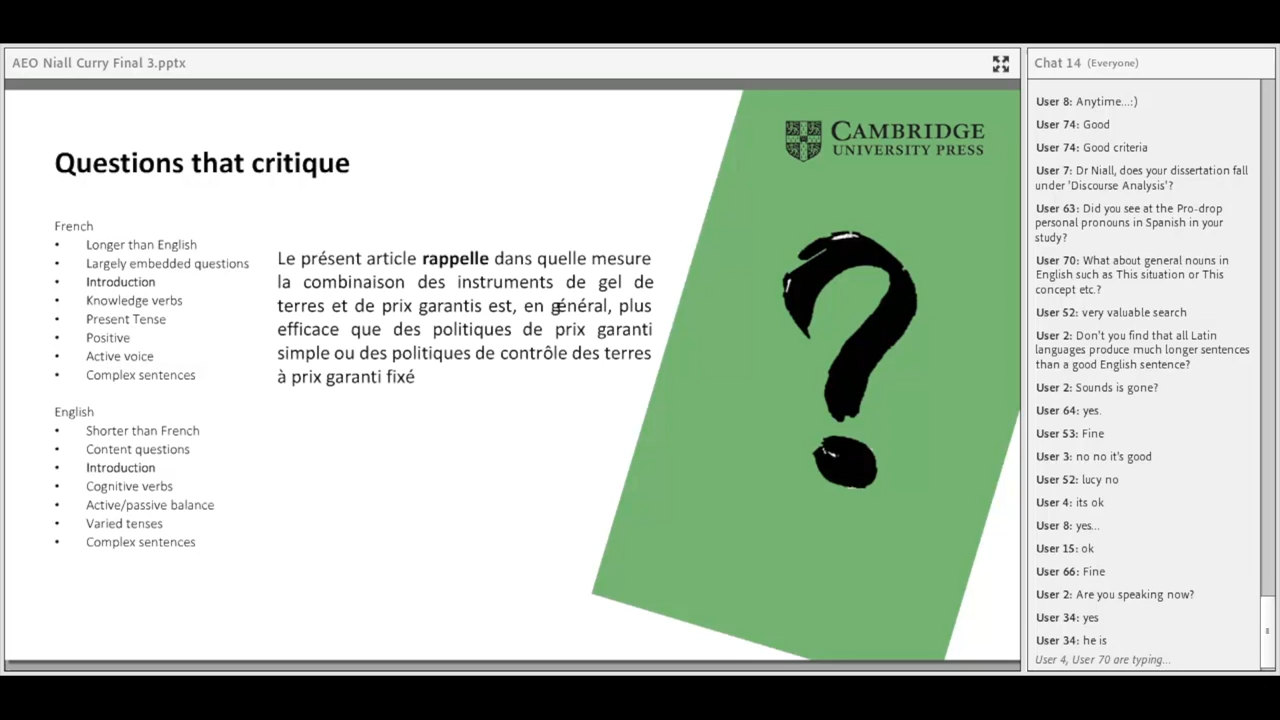 AEO Niall Curry Final 3.pptx
CAMBRIDGE
UNIVERSITY PRESS
Questions that critique
French
• Longer than English
• Largely embedded questions
• Introduction
• Knowledge verbs
• Present Tense
• Positive
• Active voice
• Complex sentences
English
• Shorter than French
• Content questions
• Introduction
• Cognitive verbs
• Active/passive balance
• Varied tenses
• Complex sentences
Le présent article rappelle dans quelle mesure
la combinaison des instruments de gel de
terres et de prix garantis est, en général, plus
efficace que des politiques de prix garanti
simple ou des politiques de contrôle des terres
à prix garanti fixé
Chat 14 (Everyone)
User 8: Anytime...:)
User 74: Good
User 74: Good criteria
User 7: Dr Niall, does your dissertation fall
under 'Discourse Analysis'?
User 63: Did you see at the Pro-drop
personal pronouns in Spanish in your
study?
User 70: What about general nouns in
English such as This situation or This
concept etc.?
User 52: very valuable search
User 2: Don't you find that all Latin
languages produce much longer sentences
than a good English sentence?
User 2: Sounds is gone?
User 64: yes.
User 53: Fine
User 3: no no it's good
User 52: lucy no
User 4: its ok
User 8: yes...
User 15: ok
User 66: Fine
User 2: Are you speaking now?
User 34: yes
User 34: he is
User 4, User 70 are typing...